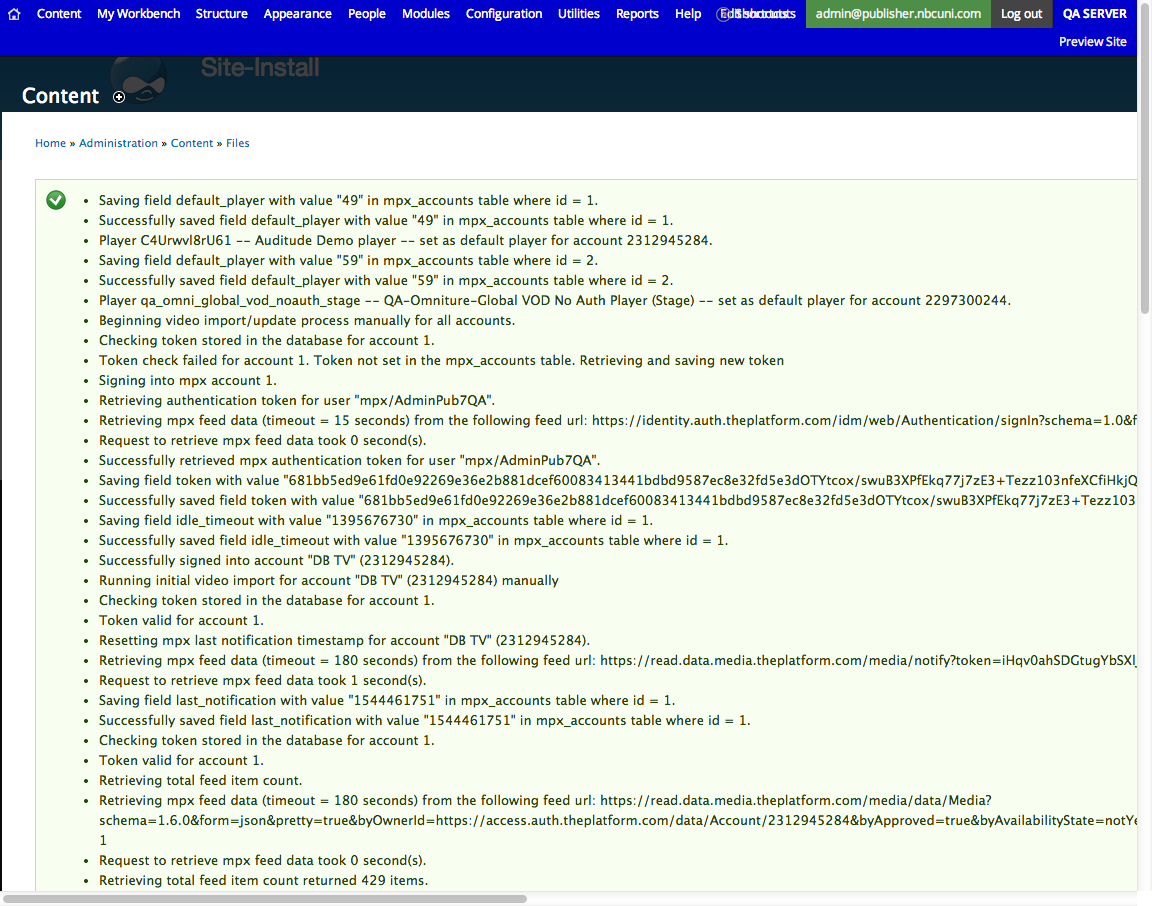 Content My Workbench Structure Appearance People Modules Configuration Utilities Reports Help Edit shortcuts admin@publisher.nbcuni.com Log out QA SERVER
Preview Site
Site-Install
Content
Home » Administration » Content » Files
• Saving field default_player with value "49" in mpx_accounts table where id = 1.
• Successfully saved field default_player with value "49" in mpx_accounts table where id = 1.
• Player C4Urwvl8rU61 -- Auditude Demo player -- set as default player for account 2312945284.
• Saving field default_player with value "59" in mpx_accounts table where id = 2.
• Successfully saved field default_player with value "59" in mpx_accounts table where id = 2.
• Player qa_omni_global_vod_noauth_stage -- QA-Omniture-Global VOD No Auth Player (Stage) -- set as default player for account 2297300244.
• Beginning video import/update process manually for all accounts.
• Checking token stored in the database for account 1.
• Token check failed for account 1. Token not set in the mpx_accounts table. Retrieving and saving new token
• Signing into mpx account 1.
• Retrieving authentication token for user "mpx/AdminPub7QA".
• Retrieving mpx feed data (timeout = 15 seconds) from the following feed url: https://identity.auth.theplatform.com/idm/web/Authentication/signIn?schema=1.0&f
• Request to retrieve mpx feed data took 0 second(s).
• Successfully retrieved mpx authentication token for user "mpx/AdminPub7QA".
• Saving field token with value "681bb5ed9e61fd0e92269e36e2b881dcef60083413441bdbd9587ec8e32fd5e3dOTYtcox/swuB3XPfEkq77j7zE3+Tezz103nfeXCfiHkjQ
• Successfully saved field token with value "681bb5ed9e61fd0e92269e36e2b881dcef60083413441bdbd9587ec8e32fd5e3dOTYtcox/swuB3XPfEkq77j7zE3+Tezz103
• Saving field idle_timeout with value "1395676730" in mpx_accounts table where id = 1.
• Successfully saved field idle_timeout with value "1395676730" in mpx_accounts table where id = 1.
• Successfully signed into account "DB TV" (2312945284).
• Running initial video import for account "DB TV" (2312945284) manually
• Checking token stored in the database for account 1.
• Token valid for account 1.
• Resetting mpx last notification timestamp for account "DB TV" (2312945284).
• Retrieving mpx feed data (timeout = 180 seconds) from the following feed url: https://read.data.media.theplatform.com/media/notify?token=iHqv0ahSDGtugYbSXl_
• Request to retrieve mpx feed data took 1 second(s).
• Saving field last_notification with value "1544461751" in mpx_accounts table where id = 1.
• Successfully saved field last_notification with value "1544461751" in mpx_accounts table where id = 1.
• Checking token stored in the database for account 1.
• Token valid for account 1.
• Retrieving total feed item count.
• Retrieving mpx feed data (timeout = 180 seconds) from the following feed url: https://read.data.media.theplatform.com/media/data/Media?
schema=1.6.0&form=json&pretty=true&byOwnerId=https://access.auth.theplatform.com/data/Account/2312945284&byApproved=true&byAvailabilityState=notYe
1
• Request to retrieve mpx feed data took 0 second(s).
• Retrieving total feed item count returned 429 items.